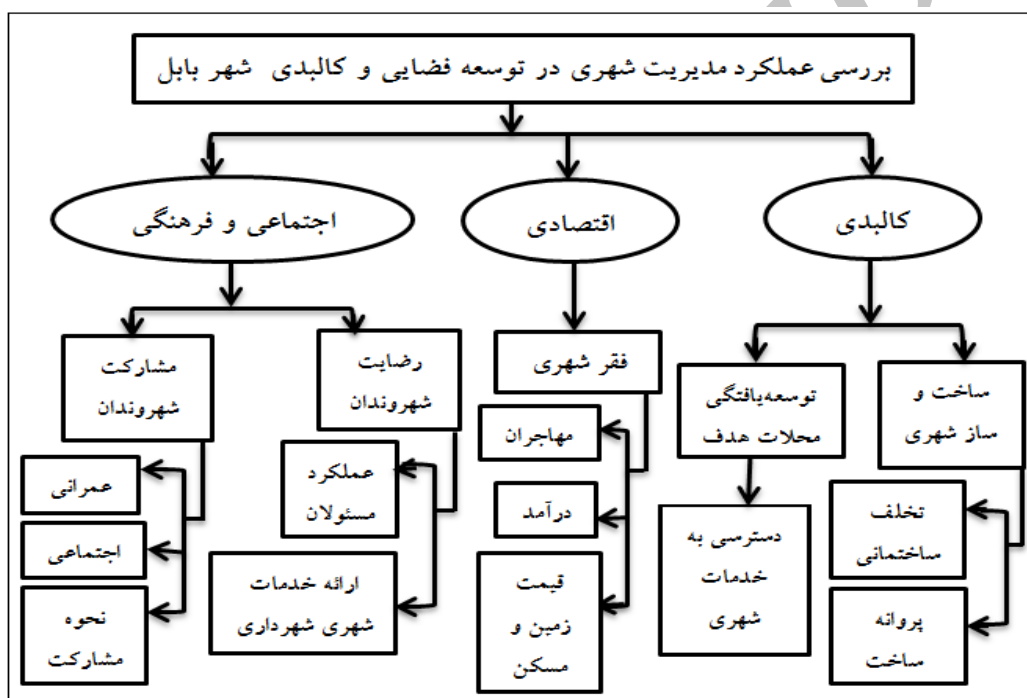 بررسی عملکرد مدیریت شهری در توسعه فضایی و کالبدی شهر بابل
کالبدی
اقتصادی
اجتماعی و فرهنگی
ساخت و
ساز شهری
توسعه‌یافتگی
محلات هدف
فقر شهری
رضایت
شهروندان
مشارکت
شهروندان
تخلف
ساختمانی
پروانه
ساخت
دسترسی به
خدمات
شهری
مهاجران
درآمد
قیمت
زمین و
مسکن
عملکرد
مسئولان
ارائه خدمات
شهری شهرداری
عمرانی
اجتماعی
نحوه
مشارکت